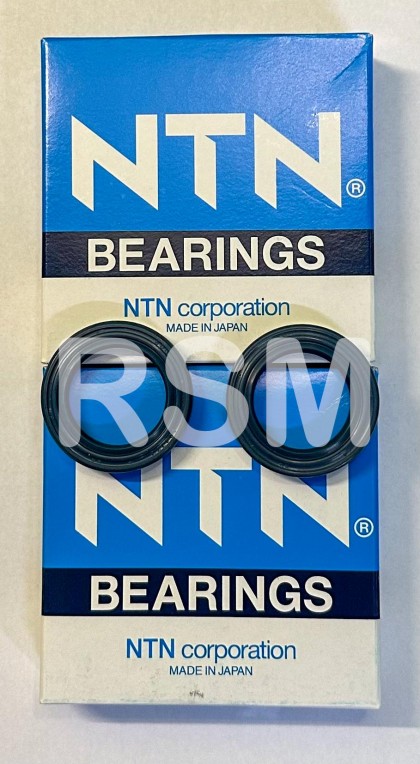 NTN®
BEARINGS
NTN corporation
MADE IN JAPAN
RSM
NTN®
BEARINGS
NTN corporation
MADE IN JAPAN